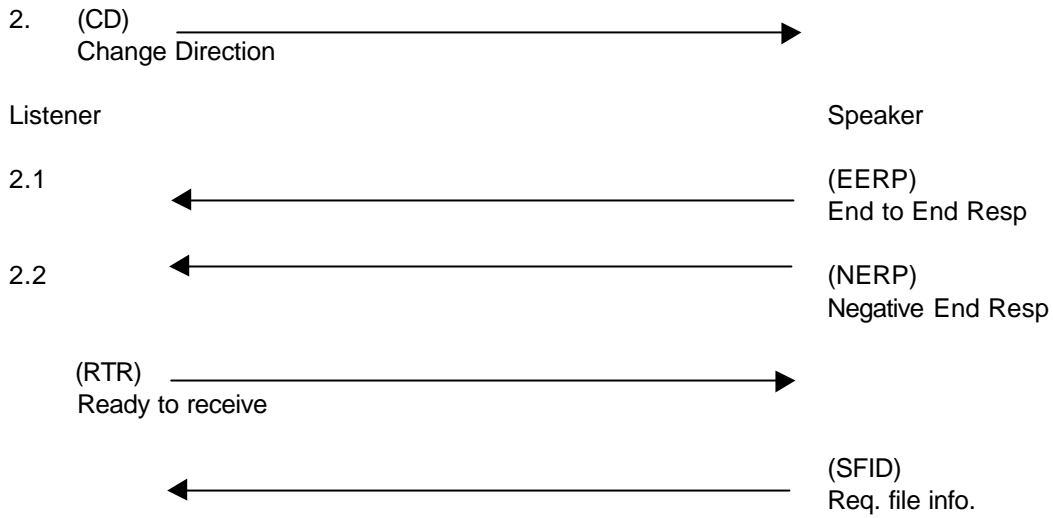 2. (CD)
Change Direction
Listener Speaker
2.1 (EERP)
End to End Resp
2.2 (NERP)
Negative End Resp
(RTR)
Ready to receive
(SFID)
Req. file info.